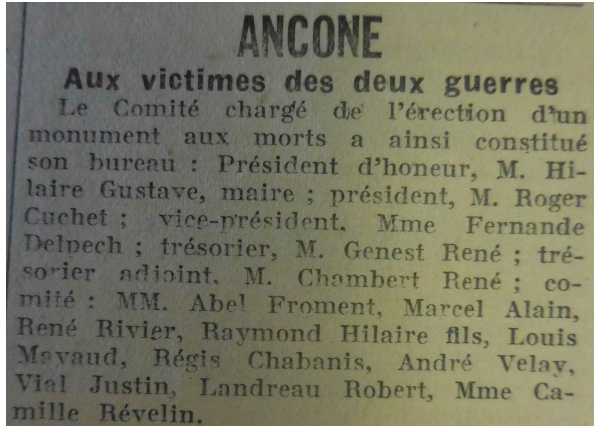 ANCONE
Aux victimes des deux guerres
Le Comité chargé de l'érection d'un
monument aux morts a ainsi constitué
son bureau : Président d'honeur, M. Hi-
laire Gustave, maire ; président, M. Roger
Cuchet ; vice-président, Mme Fernande
Delpech ; trésorier, M. Genest René ; tré-
sorier adjoint, M. Chambert René ; co-
mité : MM. Abel Froment, Marcel Alain,
René Rivier, Raymond Hilaire fils, Louis
Mayaud, Régis Chabanis, André Velay,
Vial Justin, Landreau Robert, Mme Ca-
mille Révelin.